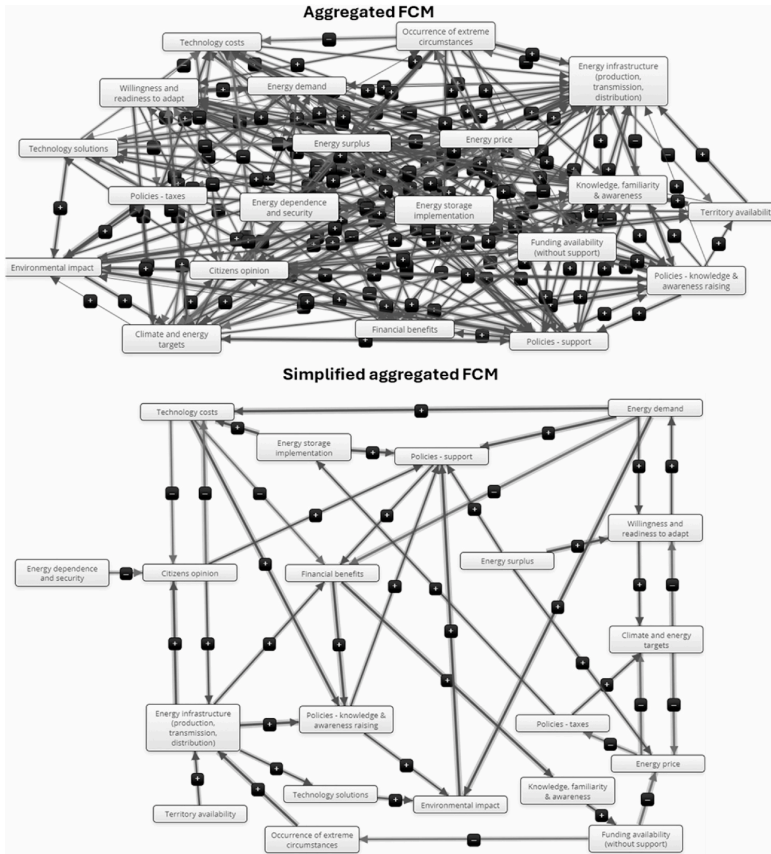 Aggregated FCM
Technology costs
Occurrence of extreme
circumstances
Energy infrastructure
(production,
transmission,
distribution)
Willingness and
readiness to adapt
Energy demand
Technology solutions
Energy surplus
Energy price
Policies - taxes
Energy dependence
and security
Energy storage
implementation
Knowledge, familiarity
& awareness
Territory availability
Funding availability
(without support)
Environmental impact
Citizens opinion
Policies - knowledge &
awareness raising
Climate and energy
targets
Financial benefits
Policies - support
Simplified aggregated FCM
Technology costs
Energy demand
Energy storage
implementation
Policies - support
Willingness and
readiness to adapt
Energy surplus
Energy dependence
and security
Citizens opinion
Financial benefits
Climate and energy
targets
Energy infrastructure
(production,
transmission,
distribution)
Policies - knowledge &
awareness raising
Policies - taxes
Energy price
Technology solutions
Environmental impact
Knowledge, familiarity
& awareness
Territory availability
Occurrence of extreme
circumstances
Funding availability
(without support)